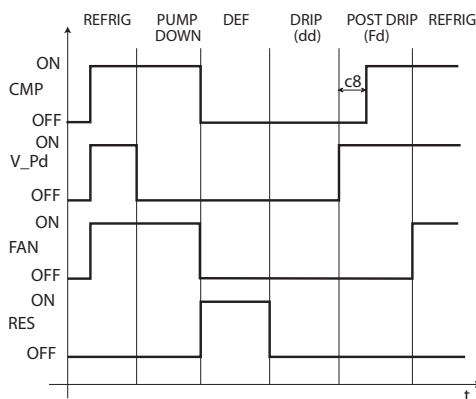 REFRIG PUMP DOWN DEF DRIP (dd) POST DRIP (Fd) REFRIG
ON
CMP
OFF
c8
ON
V_Pd
OFF
ON
FAN
OFF
ON
RES
OFF
t